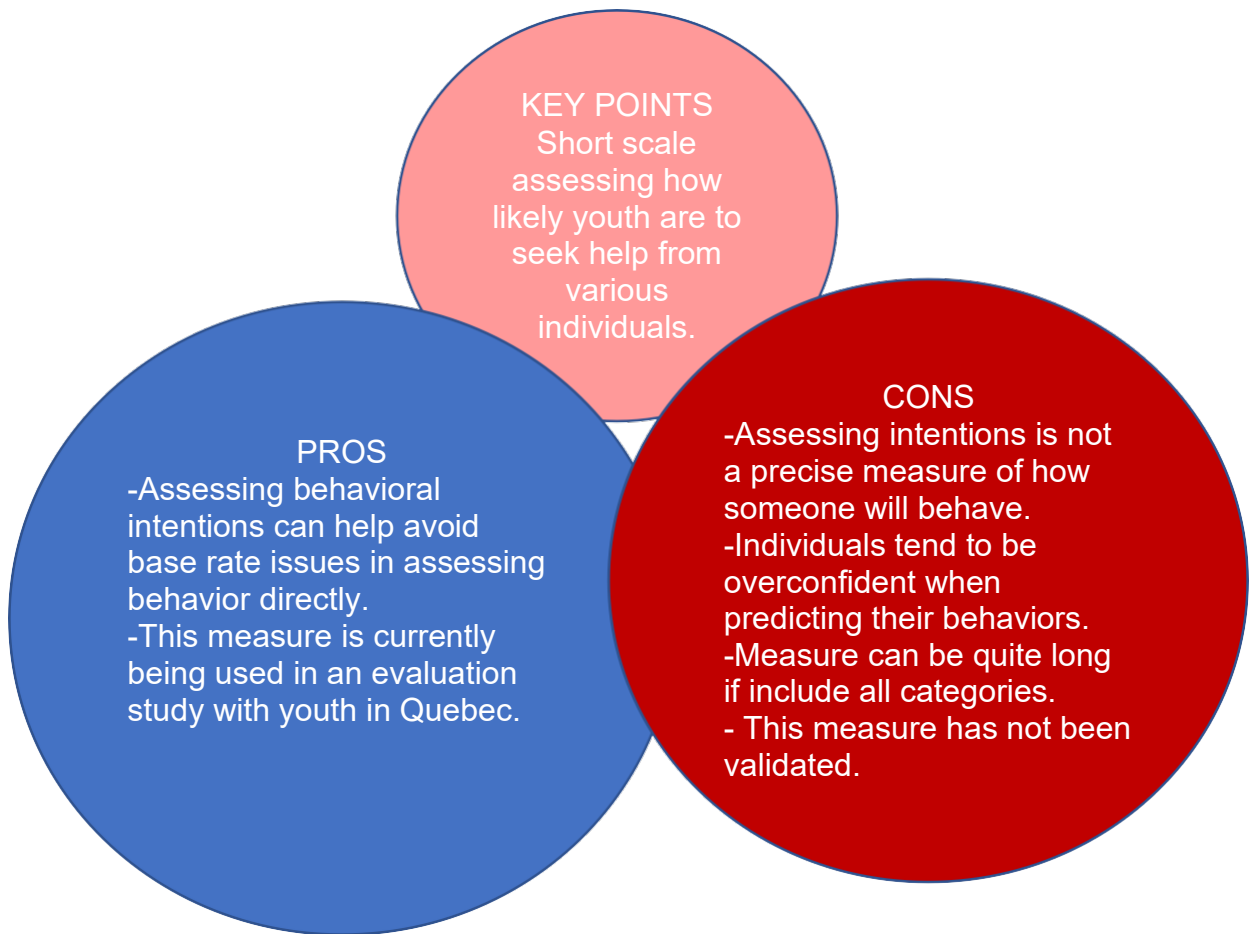 KEY POINTS
Short scale
assessing how
likely youth are to
seek help from
various
individuals.
PROS
-Assessing behavioral
intentions can help avoid
base rate issues in assessing
behavior directly.
-This measure is currently
being used in an evaluation
study with youth in Quebec.
CONS
-Assessing intentions is not
a precise measure of how
someone will behave.
-Individuals tend to be
overconfident when
predicting their behaviors.
-Measure can be quite long
if include all categories.
- This measure has not been
validated.